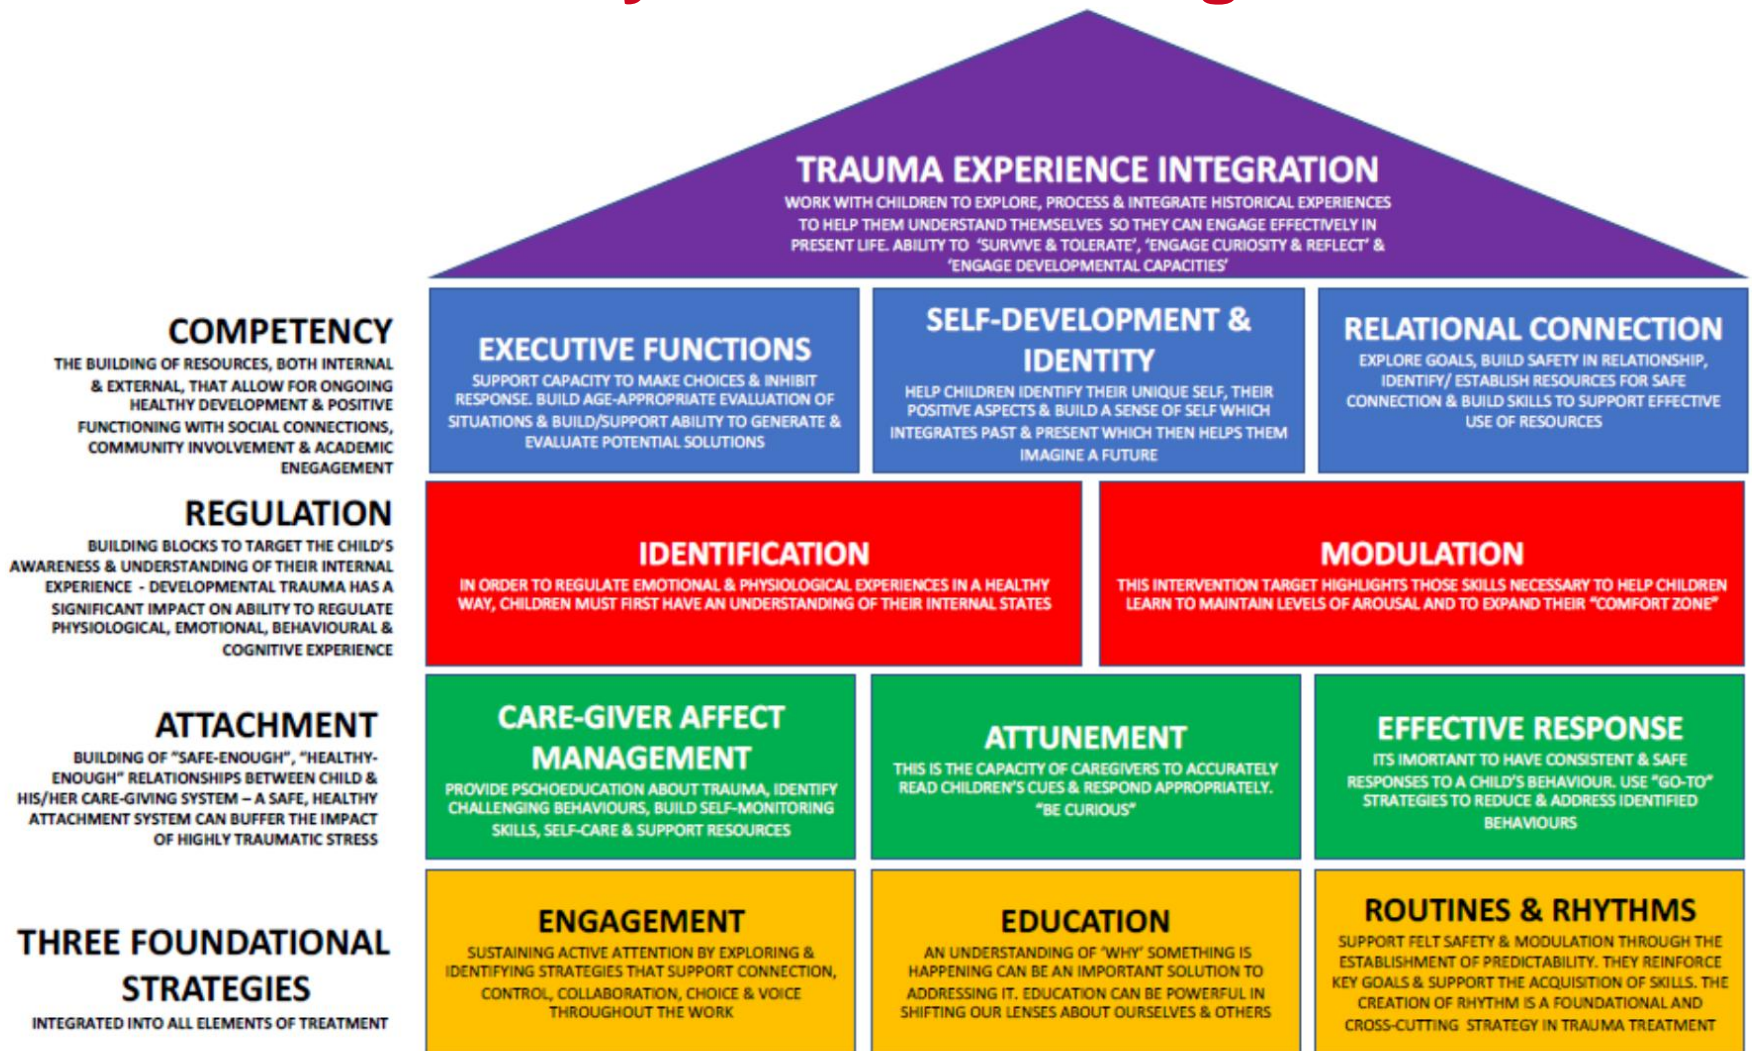 TRAUMA EXPERIENCE INTEGRATION
WORK WITH CHILDREN TO EXPLORE, PROCESS & INTEGRATE HISTORICAL EXPERIENCES
TO HELP THEM UNDERSTAND THEMSELVES SO THEY CAN ENGAGE EFFECTIVELY IN
PRESENT LIFE. ABILITY TO 'SURVIVE & TOLERATE', 'ENGAGE CURIOSITY & REFLECT' &
'ENGAGE DEVELOPMENTAL CAPACITIES'
COMPETENCY
THE BUILDING OF RESOURCES, BOTH INTERNAL
& EXTERNAL, THAT ALLOW FOR ONGOING
HEALTHY DEVELOPMENT & POSITIVE
FUNCTIONING WITH SOCIAL CONNECTIONS,
COMMUNITY INVOLVEMENT & ACADEMIC
ENEGAGEMENT
EXECUTIVE FUNCTIONS
SUPPORT CAPACITY TO MAKE CHOICES & INHIBIT
RESPONSE. BUILD AGE-APPROPRIATE EVALUATION OF
SITUATIONS & BUILD/SUPPORT ABILITY TO GENERATE &
EVALUATE POTENTIAL SOLUTIONS
SELF-DEVELOPMENT &
IDENTITY
HELP CHILDREN IDENTIFY THEIR UNIQUE SELF, THEIR
POSITIVE ASPECTS & BUILD A SENSE OF SELF WHICH
INTEGRATES PAST & PRESENT WHICH THEN HELPS THEM
IMAGINE A FUTURE
RELATIONAL CONNECTION
EXPLORE GOALS, BUILD SAFETY IN RELATIONSHIP,
IDENTIFY/ ESTABLISH RESOURCES FOR SAFE
CONNECTION & BUILD SKILLS TO SUPPORT EFFECTIVE
USE OF RESOURCES
REGULATION
BUILDING BLOCKS TO TARGET THE CHILD'S
AWARENESS & UNDERSTANDING OF THEIR INTERNAL
EXPERIENCE - DEVELOPMENTAL TRAUMA HAS A
SIGNIFICANT IMPACT ON ABILITY TO REGULATE
PHYSIOLOGICAL, EMOTIONAL, BEHAVIOURAL &
COGNITIVE EXPERIENCE
IDENTIFICATION
IN ORDER TO REGULATE EMOTIONAL & PHYSIOLOGICAL EXPERIENCES IN A HEALTHY
WAY, CHILDREN MUST FIRST HAVE AN UNDERSTANDING OF THEIR INTERNAL STATES
MODULATION
THIS INTERVENTION TARGET HIGHLIGHTS THOSE SKILLS NECESSARY TO HELP CHILDREN
LEARN TO MAINTAIN LEVELS OF AROUSAL AND TO EXPAND THEIR "COMFORT ZONE"
ATTACHMENT
BUILDING OF "SAFE-ENOUGH", "HEALTHY-
ENOUGH" RELATIONSHIPS BETWEEN CHILD &
HIS/HER CARE-GIVING SYSTEM – A SAFE, HEALTHY
ATTACHMENT SYSTEM CAN BUFFER THE IMPACT
OF HIGHLY TRAUMATIC STRESS
CARE-GIVER AFFECT
MANAGEMENT
PROVIDE PSCHOEDUCATION ABOUT TRAUMA, IDENTIFY
CHALLENGING BEHAVIOURS, BUILD SELF-MONITORING
SKILLS, SELF-CARE & SUPPORT RESOURCES
ATTUNEMENT
THIS IS THE CAPACITY OF CAREGIVERS TO ACCURATELY
READ CHILDREN'S CUES & RESPOND APPROPRIATELY.
"BE CURIOUS"
EFFECTIVE RESPONSE
ITS IMORTANT TO HAVE CONSISTENT & SAFE
RESPONSES TO A CHILD'S BEHAVIOUR. USE "GO-TO"
STRATEGIES TO REDUCE & ADDRESS IDENTIFIED
BEHAVIOURS
THREE FOUNDATIONAL
STRATEGIES
INTEGRATED INTO ALL ELEMENTS OF TREATMENT
ENGAGEMENT
SUSTAINING ACTIVE ATTENTION BY EXPLORING &
IDENTIFYING STRATEGIES THAT SUPPORT CONNECTION,
CONTROL, COLLABORATION, CHOICE & VOICE
THROUGHOUT THE WORK
EDUCATION
AN UNDERSTANDING OF 'WHY' SOMETHING IS
HAPPENING CAN BE AN IMPORTANT SOLUTION TO
ADDRESSING IT. EDUCATION CAN BE POWERFUL IN
SHIFTING OUR LENSES ABOUT OURSELVES & OTHERS
ROUTINES & RHYTHMS
SUPPORT FELT SAFETY & MODULATION THROUGH THE
ESTABLISHMENT OF PREDICTABILITY. THEY REINFORCE
KEY GOALS & SUPPORT THE ACQUISITION OF SKILLS. THE
CREATION OF RHYTHM IS A FOUNDATIONAL AND
CROSS-CUTTING STRATEGY IN TRAUMA TREATMENT